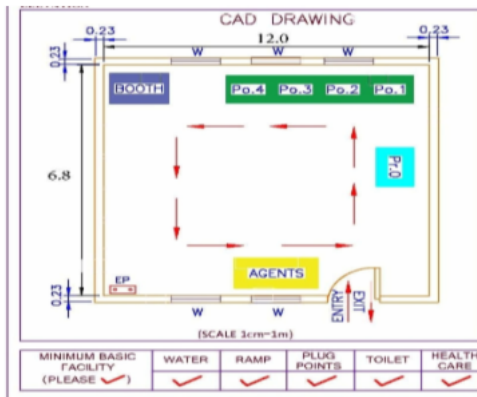 CAD DRAWING
0.23
12.0
0.23
0.23
W
W
W
BOOTH
Po.4
Po.3
Po.2
Po.1
6.8
Pr.O
AGENTS
EP
0.23
W
W
ENTRY
EXIT
(SCALE 1cm-1m)
MINIMUM BASIC
FACILITY
(PLEASE ✓)
WATER
RAMP
PLUG
POINTS
TOILET
HEALTH
CARE